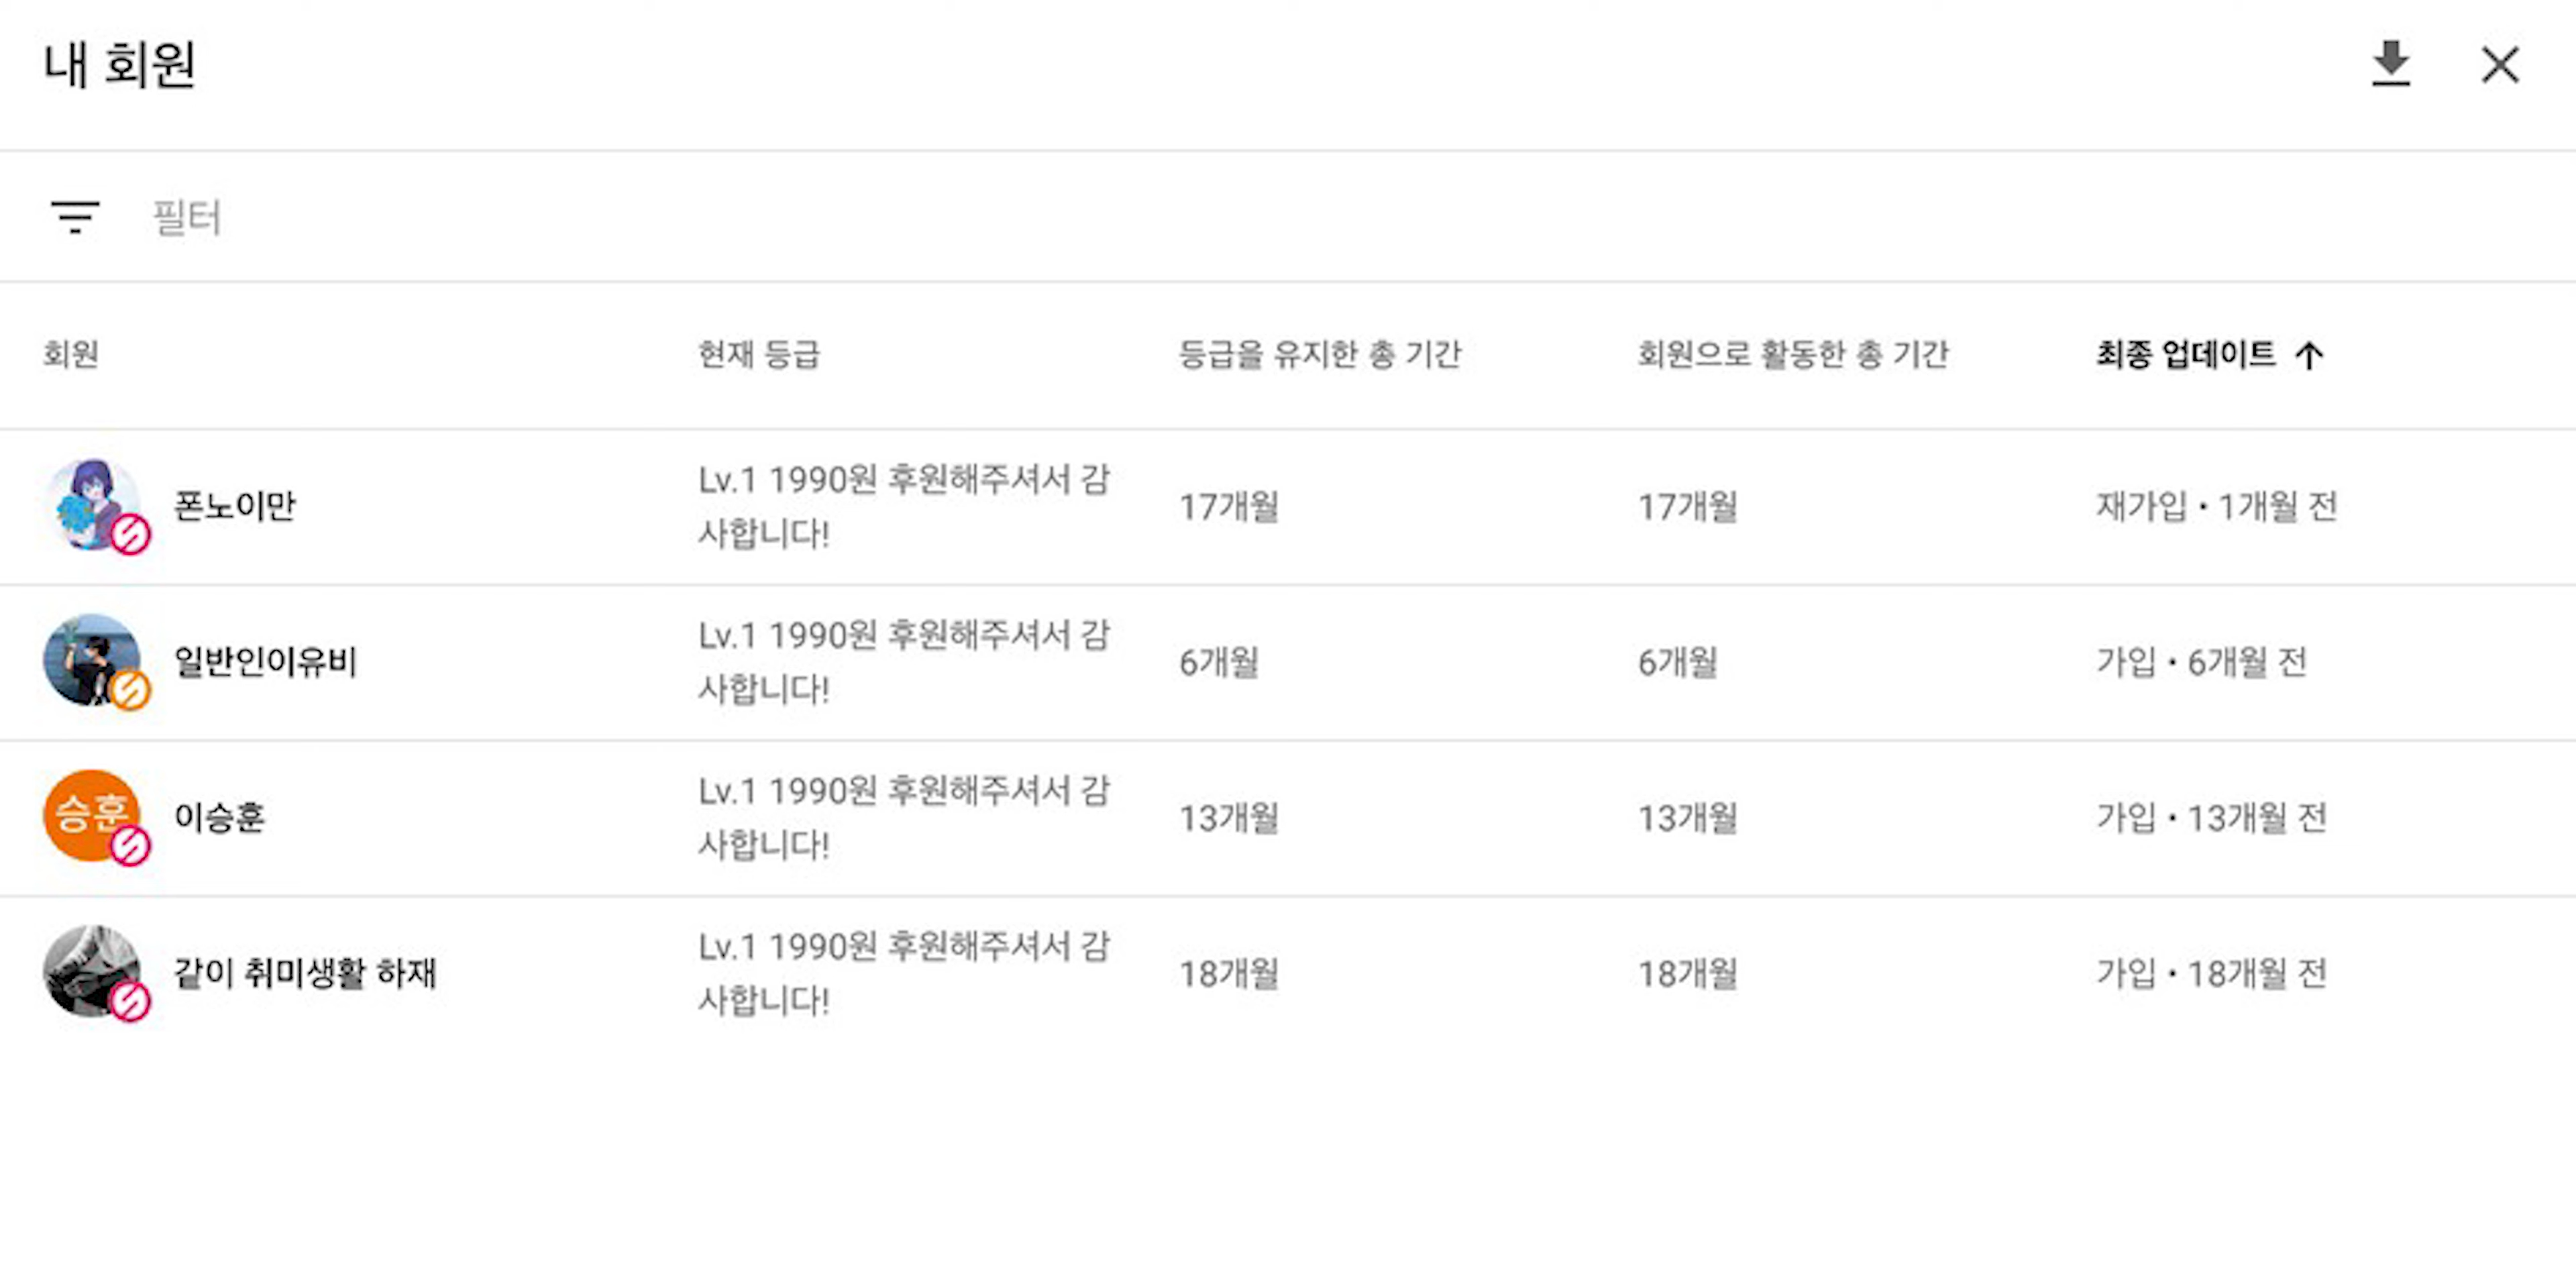 내 회원
필터
회원 현재 등급 등급을 유지한 총 기간 회원으로 활동한 총 기간 최종 업데이트
폰노이만 Lv.1 1990원 후원해주셔서 감 17개월 17개월 재가입 • 1개월 전
사합니다!
일반인이유비 Lv.1 1990원 후원해주셔서 감 6개월 6개월 가입 • 6개월 전
사합니다!
승훈 이승훈 Lv.1 1990원 후원해주셔서 감 13개월 13개월 가입 • 13개월 전
사합니다!
같이 취미생활 하재 Lv.1 1990원 후원해주셔서 감 18개월 18개월 가입 • 18개월 전
사합니다!